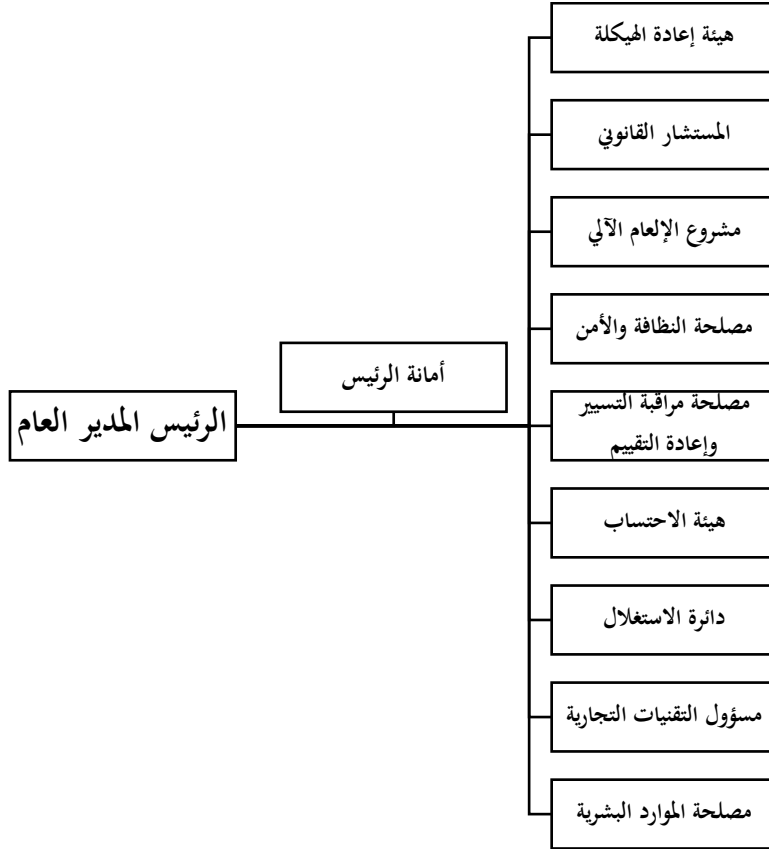 هيئة إعادة الهيكلة
المستشار القانوني
مشروع الإلعام الآلي
مصلحة النظافة والأمن
أمانة الرئيس
الرئيس المدير العام
مصلحة مراقبة التسيير
وإعادة التقييم
هيئة الاحتساب
دائرة الاستغلال
مسؤول التقنيات التجارية
مصلحة الموارد البشرية